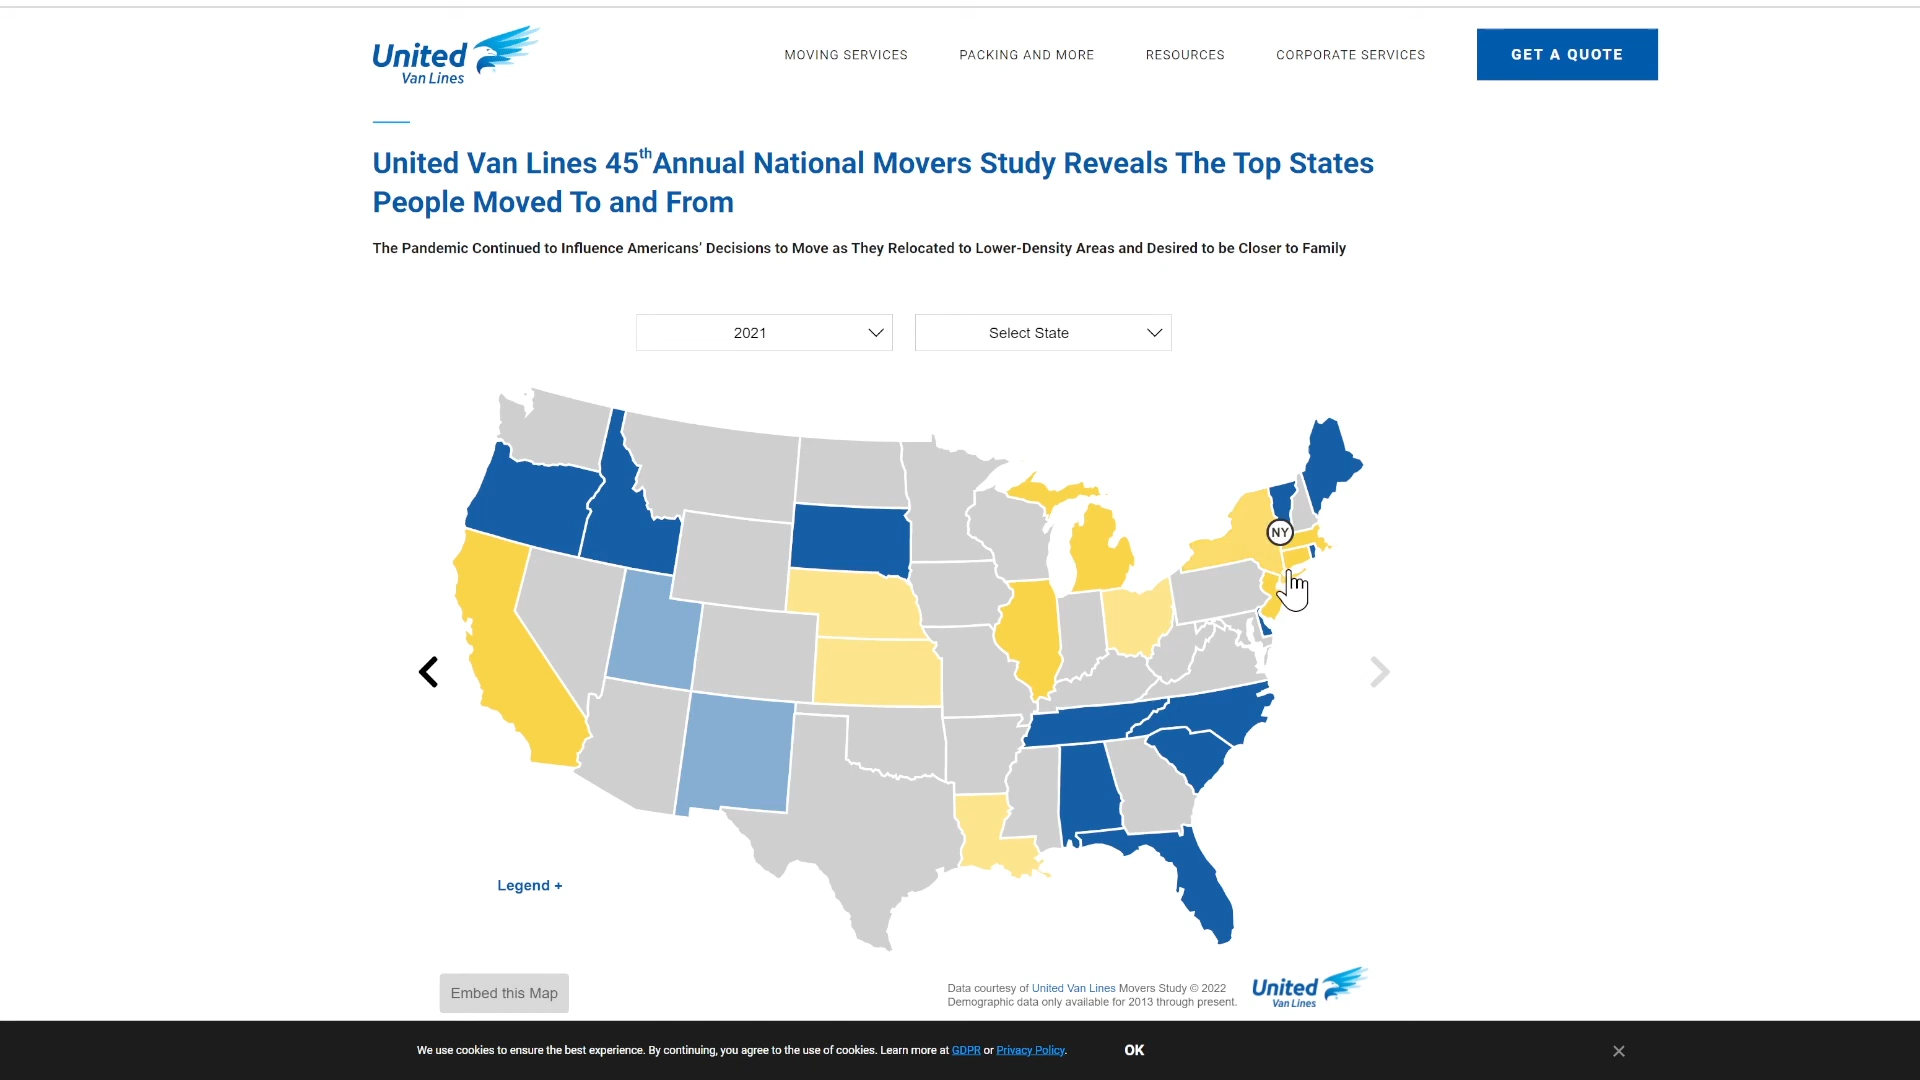 United
Van Lines
MOVING SERVICES
PACKING AND MORE
RESOURCES
CORPORATE SERVICES
GET A QUOTE
United Van Lines 45th Annual National Movers Study Reveals The Top States
People Moved To and From
The Pandemic Continued to Influence Americans' Decisions to Move as They Relocated to Lower-Density Areas and Desired to be Closer to Family
2021
Select State
NY
Legend +
Embed this Map
Data courtesy of United Van Lines Movers Study © 2022
Demographic data only available for 2013 through present.
United
Van Lines
We use cookies to ensure the best experience. By continuing, you agree to the use of cookies. Learn more at GDPR or Privacy Policy.
OK